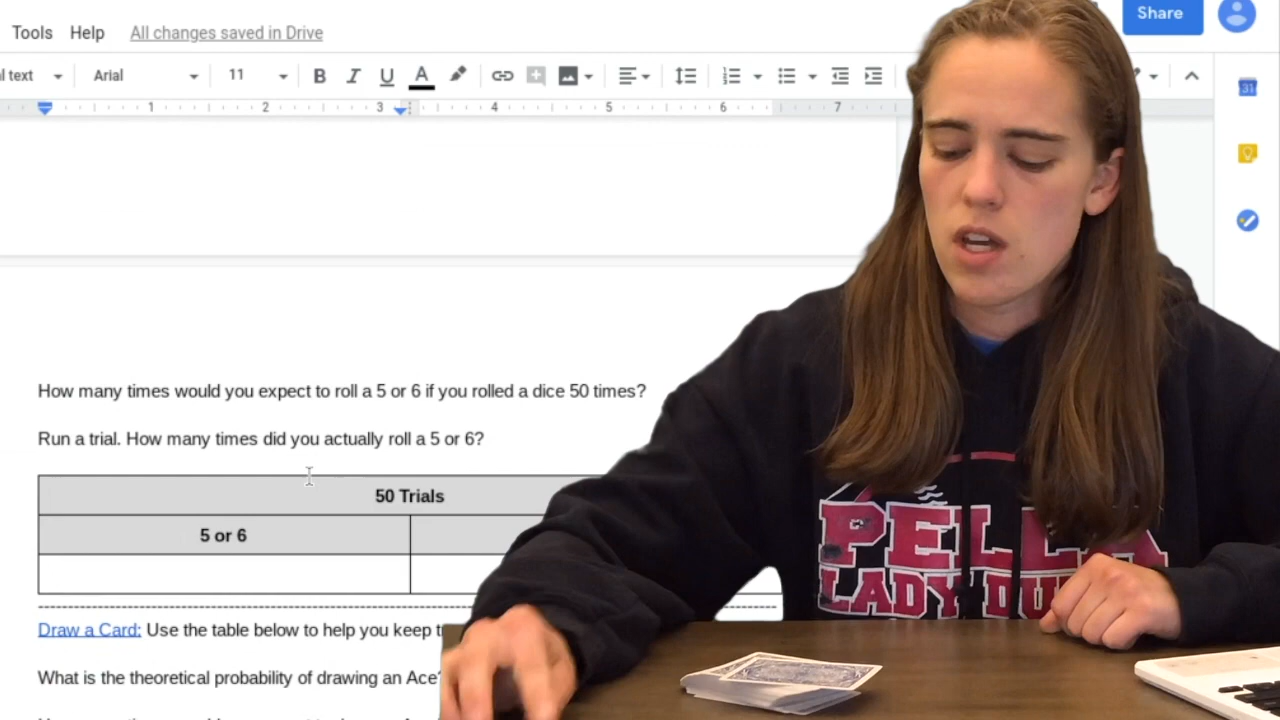 Tools Help All changes saved in Drive Share
text Arial 11 B I U A
1 2 3 4 5 6 7
31
How many times would you expect to roll a 5 or 6 if you rolled a dice 50 times?
Run a trial. How many times did you actually roll a 5 or 6?
50 Trials
5 or 6
Draw a Card: Use the table below to help you keep
What is the theoretical probability of drawing an Ace?
PELLA
LADY